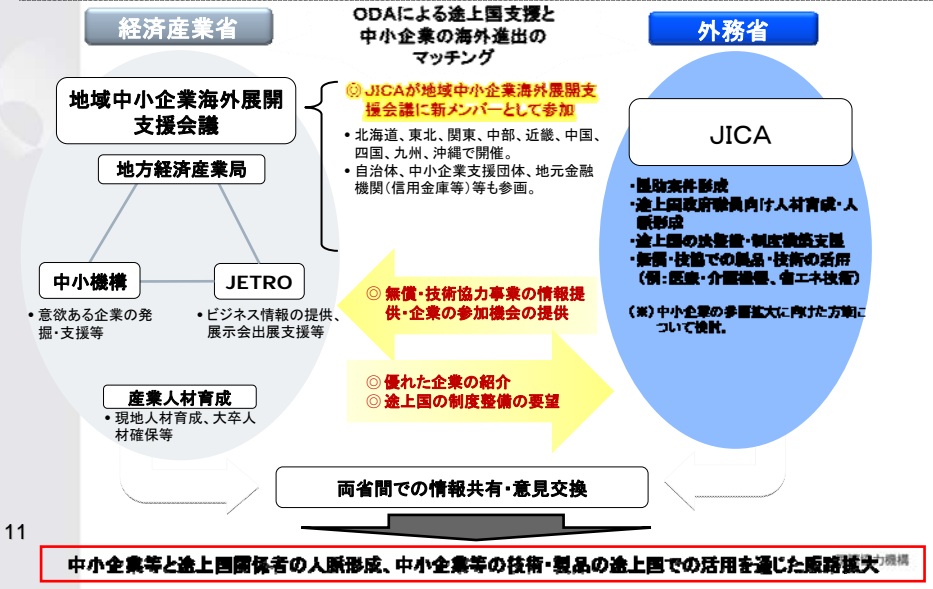 経済産業省
ODAによる途上国支援と
中小企業の海外進出の
マッチング
外務省
地域中小企業海外展開
支援会議
◎ JICAが地域中小企業海外展開支
援会議に新メンバーとして参加
• 北海道、東北、関東、中部、近畿、中国、
四国、九州、沖縄で開催。
• 自治体、中小企業支援団体、地元金融
機関(信用金庫等)等も参画。
地方経済産業局
中小機構
JETRO
• 意欲ある企業の発
掘・支援等
• ビジネス情報の提供、
展示会出展支援等
産業人材育成
• 現地人材育成、大卒人
材確保等
◎ 無償・技術協力事業の情報提
供・企業の参加機会の提供
◎ 優れた企業の紹介
◎ 途上国の制度整備の要望
JICA
・援助案件形成
・途上国政府職員向け人材育成・人
脈形成
・途上国の法整備・制度構築支援
・無償・技協での製品・技術の活用
(例:医療・介護機器、省エネ技術)
(※)中小企業の参画拡大に向けた方策に
ついて検討。
両省間での情報共有・意見交換
11
中小企業等と途上国関係者の人脈形成、中小企業等の技術・製品の途上国での活用を通じた販路拡大
力機構